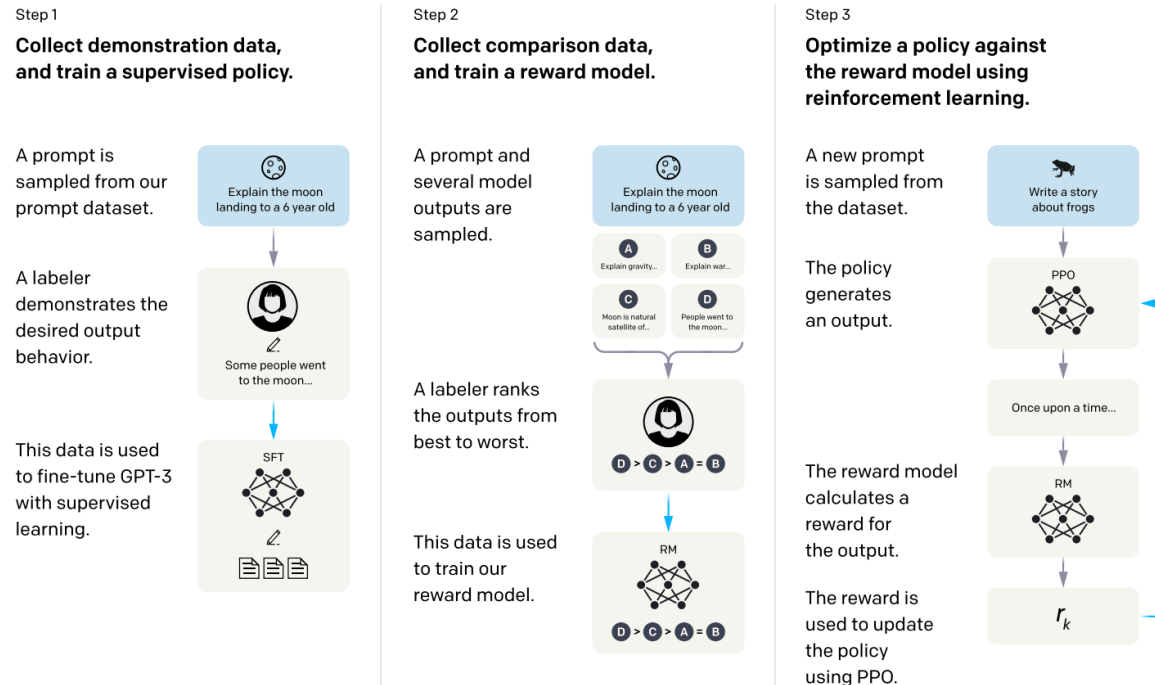 Step 1
Collect demonstration data,
and train a supervised policy.
A prompt is
sampled from our
prompt dataset.
Explain the moon
landing to a 6 year old
A labeler
demonstrates the
desired output
behavior.
Some people went
to the moon...
This data is used
to fine-tune GPT-3
with supervised
learning.
SFT
Step 2
Collect comparison data,
and train a reward model.
A prompt and
several model
outputs are
sampled.
Explain the moon
landing to a 6 year old
A
Explain gravity...
B
Explain war...
C
Moon is natural
satellite of...
D
People went to
the moon...
A labeler ranks
the outputs from
best to worst.
D > C > A = B
This data is used
to train our
reward model.
RM
D > C > A = B
Step 3
Optimize a policy against
the reward model using
reinforcement learning.
A new prompt
is sampled from
the dataset.
Write a story
about frogs
The policy
generates
an output.
PPO
Once upon a time...
The reward model
calculates a
reward for
the output.
RM
The reward is
used to update
the policy
using PPO.
r_k